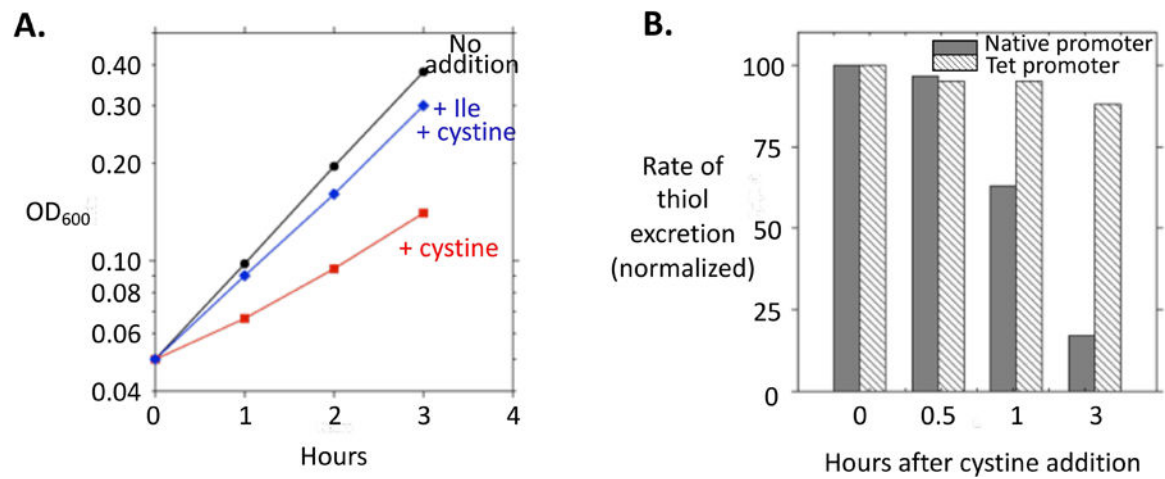 A.
OD600
0.40
0.30
0.20
0.10
0.08
0.06
0.04
No
addition
+ Ile
+ cystine
+ cystine
0 1 2 3 4
Hours
B.
Rate of
thiol
excretion
(normalized)
100
75
50
25
0
Native promoter
Tet promoter
0 0.5 1 3
Hours after cystine addition